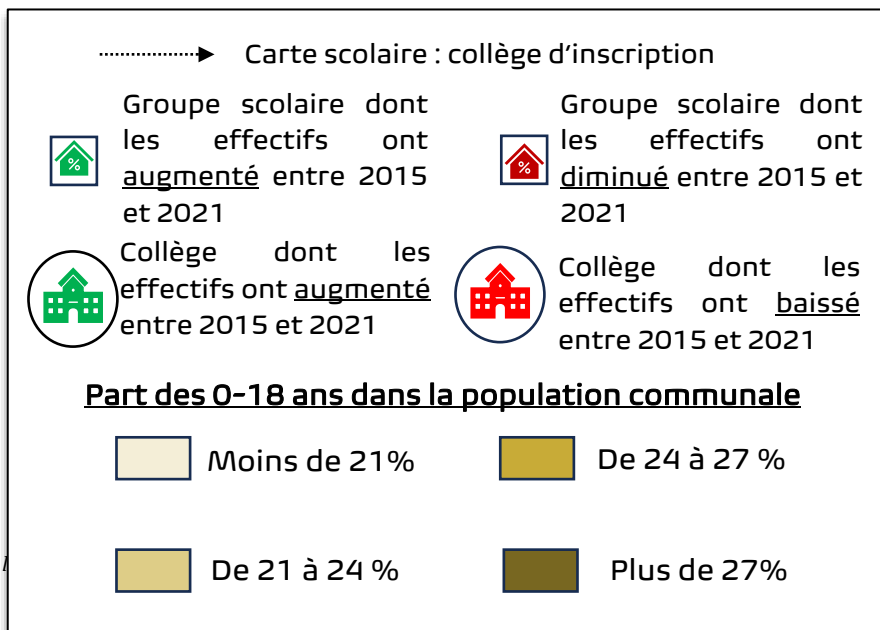 Carte scolaire : collège d’inscription
Groupe scolaire dont
les effectifs ont
augmenté entre 2015
et 2021
Groupe scolaire dont
les effectifs ont
diminué entre 2015 et
2021
%
%
Collège dont les
effectifs ont augmenté
entre 2015 et 2021
Collège dont les
effectifs ont baissé
entre 2015 et 2021
Part des 0-18 ans dans la population communale
Moins de 21%
De 24 à 27 %
De 21 à 24 %
Plus de 27%